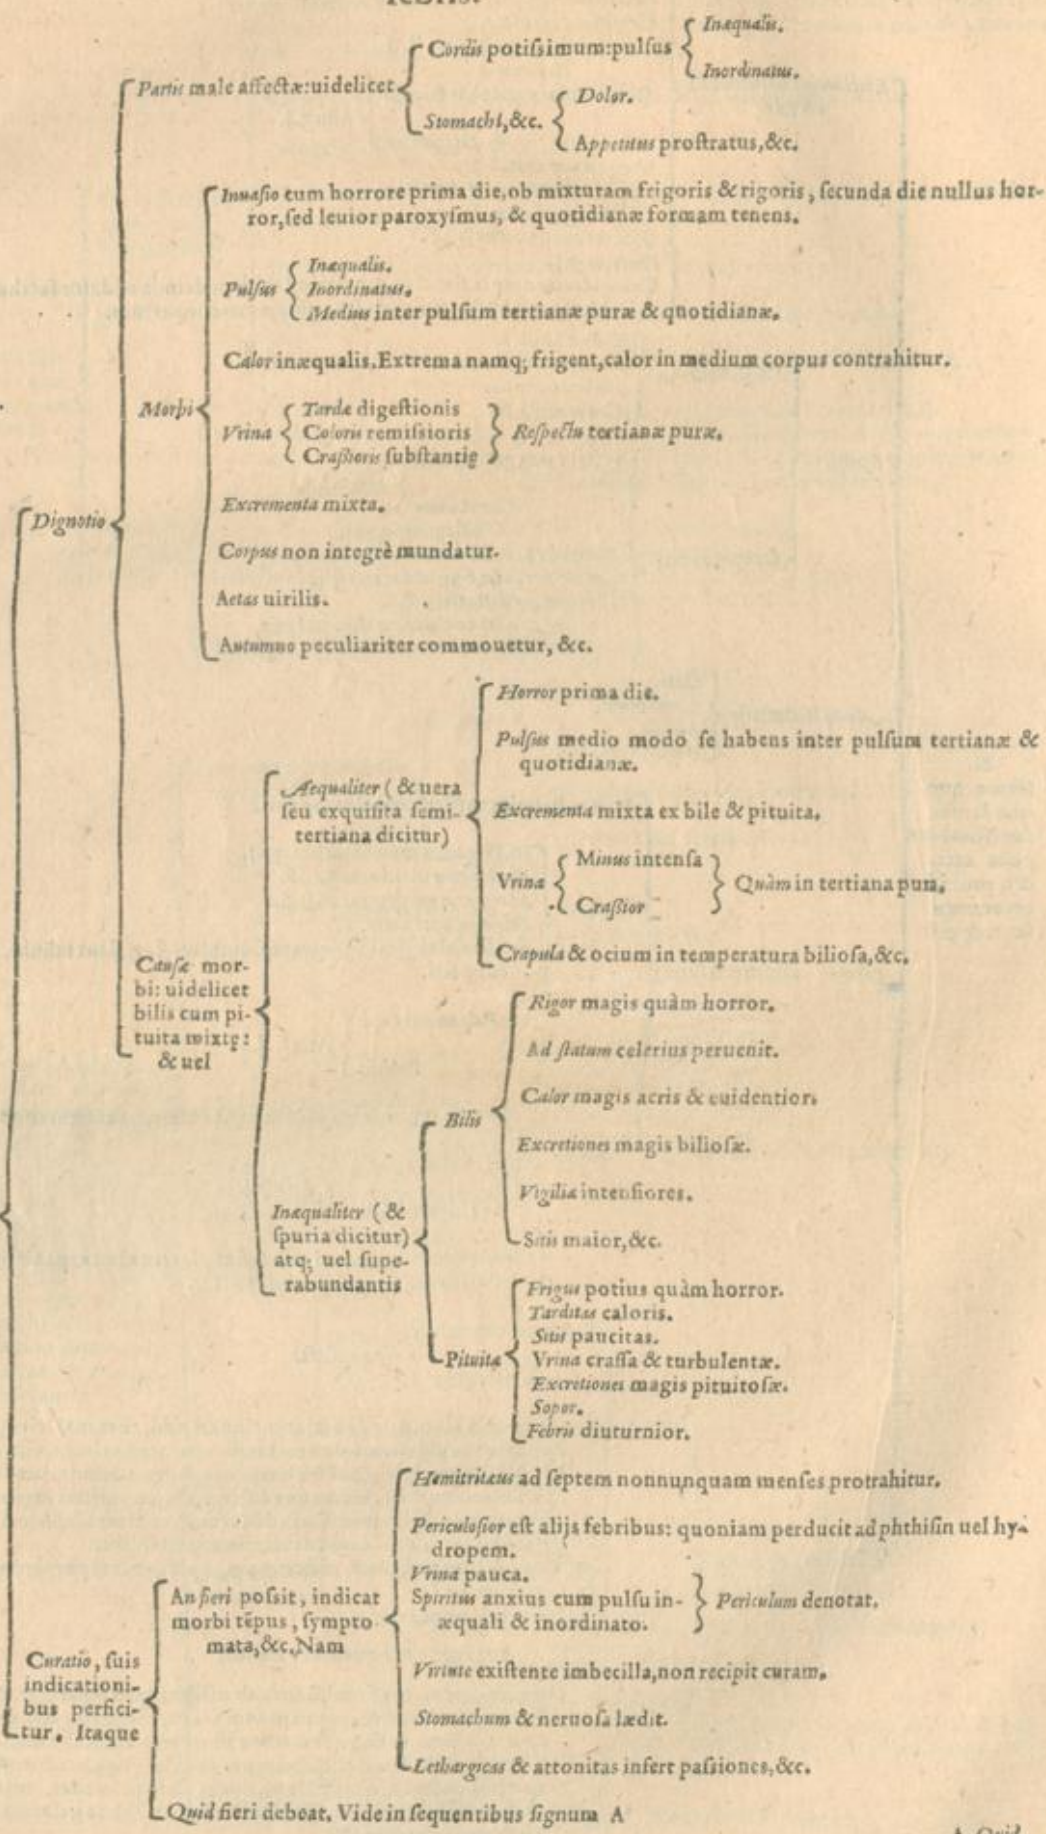 febris.
Partis male affectæ: uidelicet
Cordis potiſsimum: pulſus
Inæqualis.
Inordinatus.
Stomachi, &c.
Dolor.
Appetitus proſtratus, &c.
Inuaſio cum horrore prima die, ob mixturam frigoris & rigoris, ſecunda die nullus hor-
ror, ſed leuior paroxyſmus, & quotidianæ formam tenens.
Pulſus
Inæqualis.
Inordinatus.
Medius inter pulſum tertianæ puræ & quotidianæ.
Calor inæqualis. Extrema namq; frigent, calor in medium corpus contrahitur.
Morbi
Vrina
Tardæ digeſtionis
Coloris remiſsioris
Craſsioris ſubſtantię
Reſpectu tertianæ puræ.
Excrementa mixta.
Dignotio
Corpus non integrè mundatur.
Aetas uirilis.
Autumno peculiariter commouetur, &c.
Horror prima die.
Pulſus medio modo ſe habens inter pulſum tertianæ &
quotidianæ.
Æqualiter (& uera
ſeu exquiſita ſemi-
tertiana dicitur)
Excrementa mixta ex bile & pituita.
Vrina
Minus intenſa
Craſsior
Quàm in tertiana pura.
Crapula & ocium in temperatura bilioſa, &c.
Cauſæ mor-
bi: uidelicet
bilis cum pi-
tuita mixtę:
& uel
Rigor magis quàm horror.
Ad ſtatum celerius peruenit.
Calor magis acris & euidentior.
Bilis
Excretiones magis bilioſæ.
Vigiliæ intenſiores.
Sitis maior, &c.
Inæqualiter (&
ſpuria dicitur)
atq; uel ſupe-
rabundantis
Frigus potius quàm horror.
Tarditas caloris.
Sitis paucitas.
Pituitæ
Vrina craſſa & turbulentæ.
Excretiones magis pituitoſæ.
Sopor.
Febris diuturnior.
Hemitritæus ad ſeptem nonnunquam menſes protrahitur.
Periculoſior eſt alijs febribus: quoniam perducit ad phthiſin uel hy-
dropem.
Vrina pauca.
Spiritus anxius cum pulſu in-
æquali & inordinato.
Periculum denotat.
An fieri poſsit, indicat
morbi tēpus, ſympto-
mata, &c. Nam
Virtute exiſtente imbecilla, non recipit curam.
Stomachum & neruoſa lædit.
Lethargicas & attonitas infert paſsiones, &c.
Curatio, ſuis
indicationi-
bus perfici-
tur. Itaque
Quid fieri debeat. Vide in ſequentibus ſignum A
A Quid